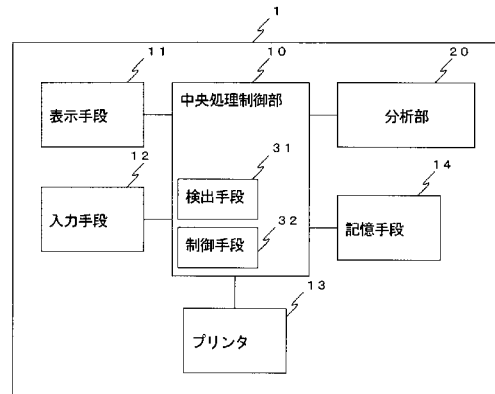 1
11
表示手段
10
中央処理制御部
20
分析部
12
入力手段
31
検出手段
32
制御手段
14
記憶手段
13
プリンタ